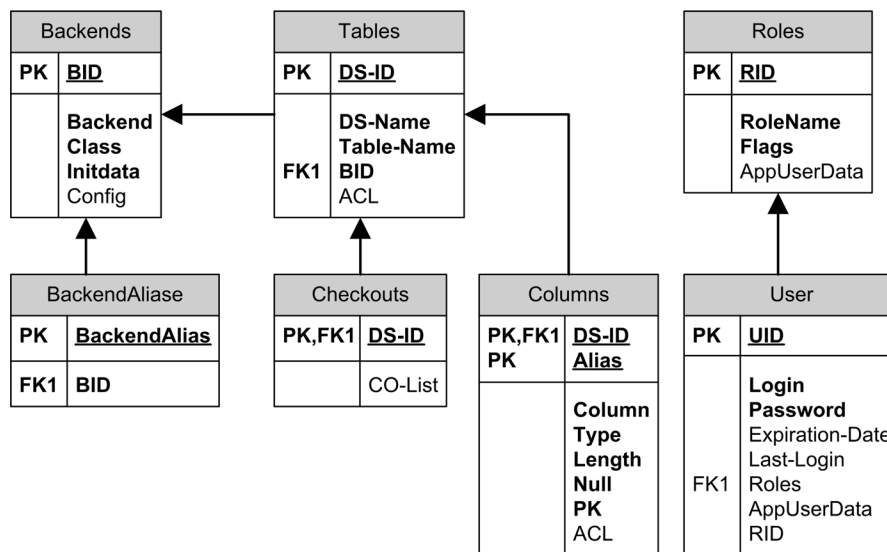 Backends
PK BID
Backend
Class
Initdata
Config
Tables
PK DS-ID
DS-Name
Table-Name
FK1 BID
ACL
Roles
PK RID
RoleName
Flags
AppUserData
BackendAliase
PK BackendAlias
FK1 BID
Checkouts
PK,FK1 DS-ID
CO-List
Columns
PK,FK1 DS-ID
PK Alias
Column
Type
Length
Null
PK
ACL
User
PK UID
Login
Password
Expiration-Date
Last-Login
FK1 Roles
AppUserData
RID